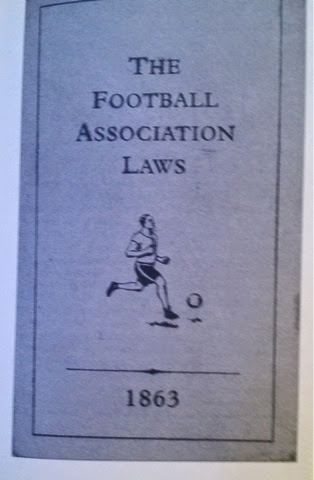 THE
FOOTBALL
ASSOCIATION
LAWS
1863